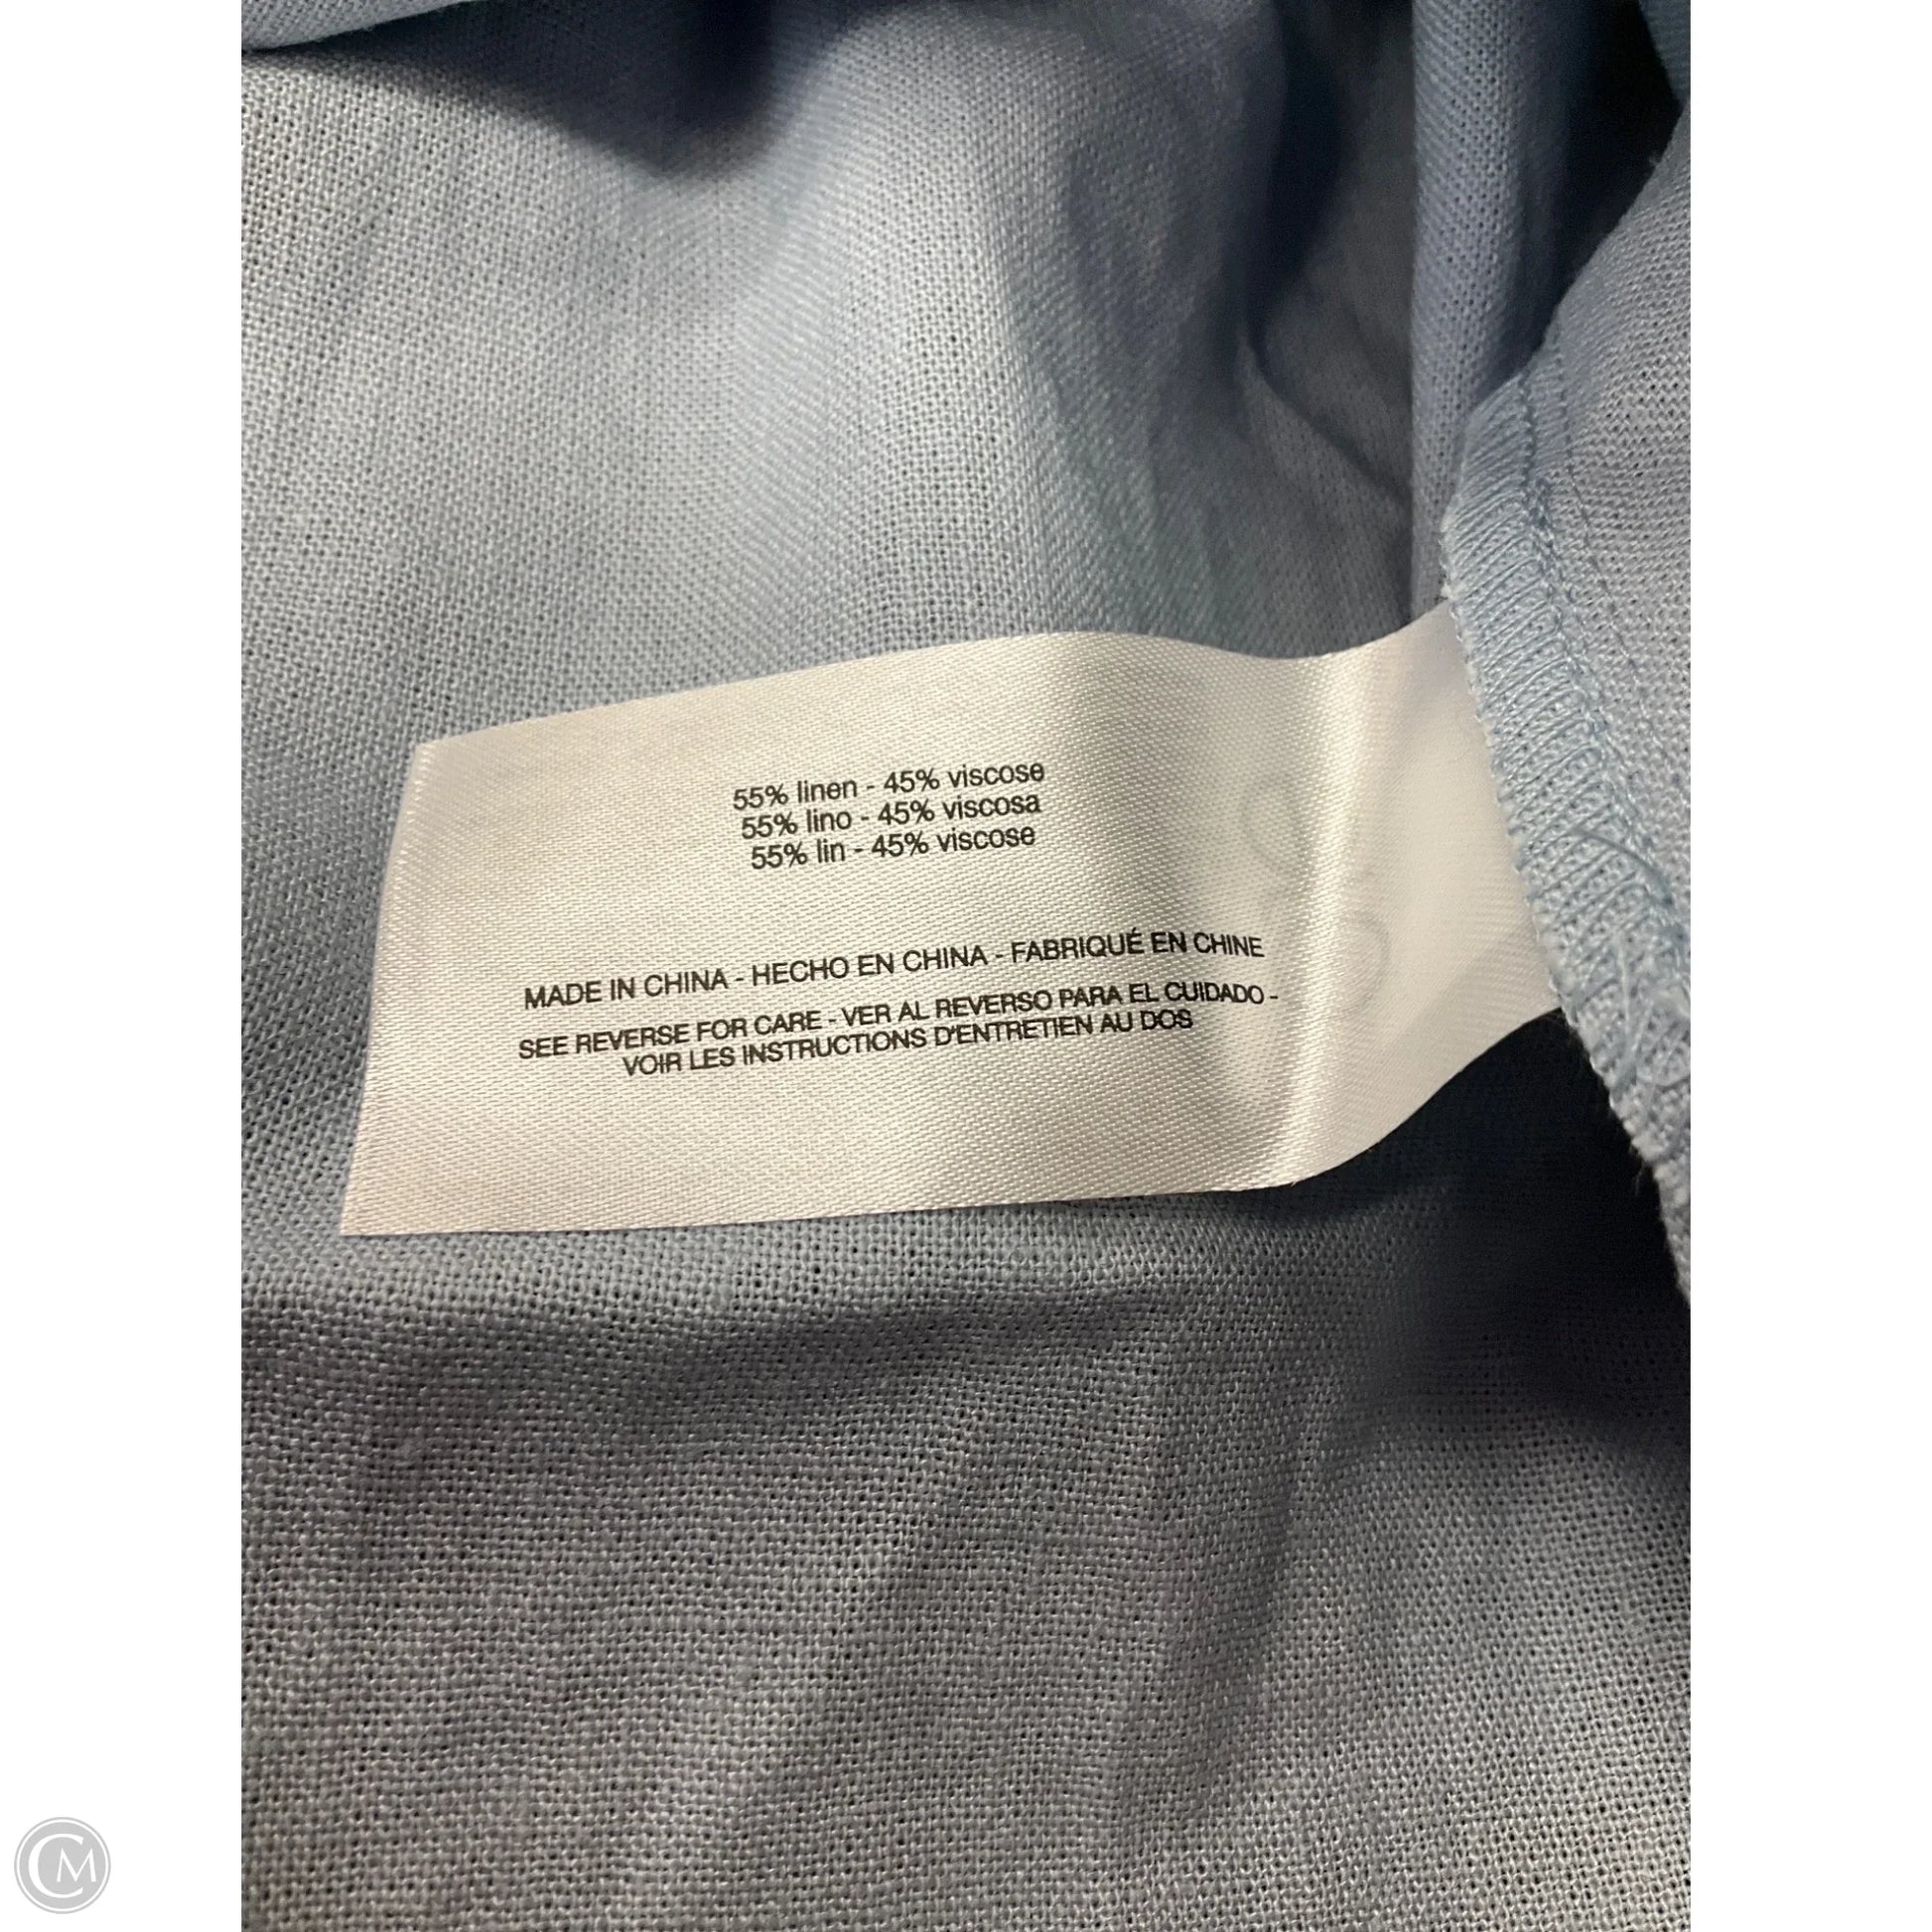 55% linen - 45% viscose
55% lino - 45% viscosa
55% lin - 45% viscose
MADE IN CHINA - HECHO EN CHINA - FABRIQUÉ EN CHINE
SEE REVERSE FOR CARE - VER AL REVERSO PARA EL CUIDADO -
VOIR LES INSTRUCTIONS D'ENTRETIEN AU DOS
CM